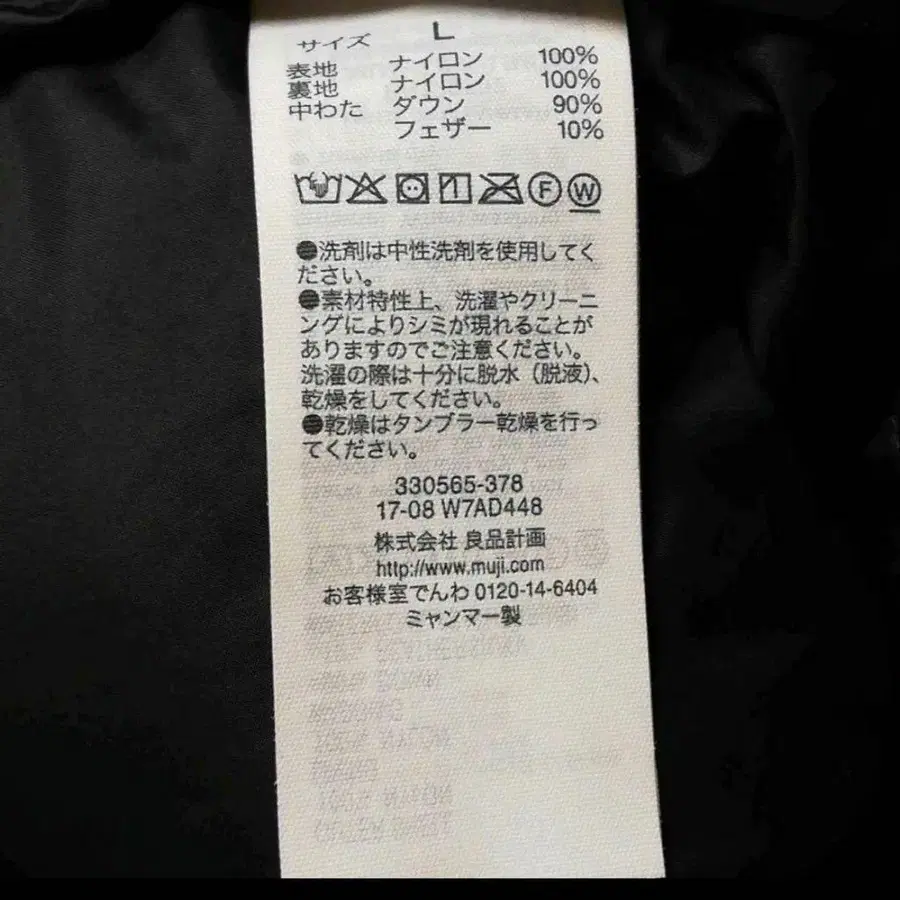 サイズ L
表地 ナイロン 100%
裏地 ナイロン 100%
中わた ダウン 90%
フェザー 10%
F W
●洗剤は中性洗剤を使用してく
ださい。
●素材特性上、洗濯やクリーニ
ングによりシミが現れることが
ありますのでご注意ください。
洗濯の際は十分に脱水（脱液）、
乾燥をしてください。
●乾燥はタンブラー乾燥を行っ
てください。
330565-378
17-08 W7AD448
株式会社 良品計画
http://www.muji.com
お客様室でんわ 0120-14-6404
ミャンマー製